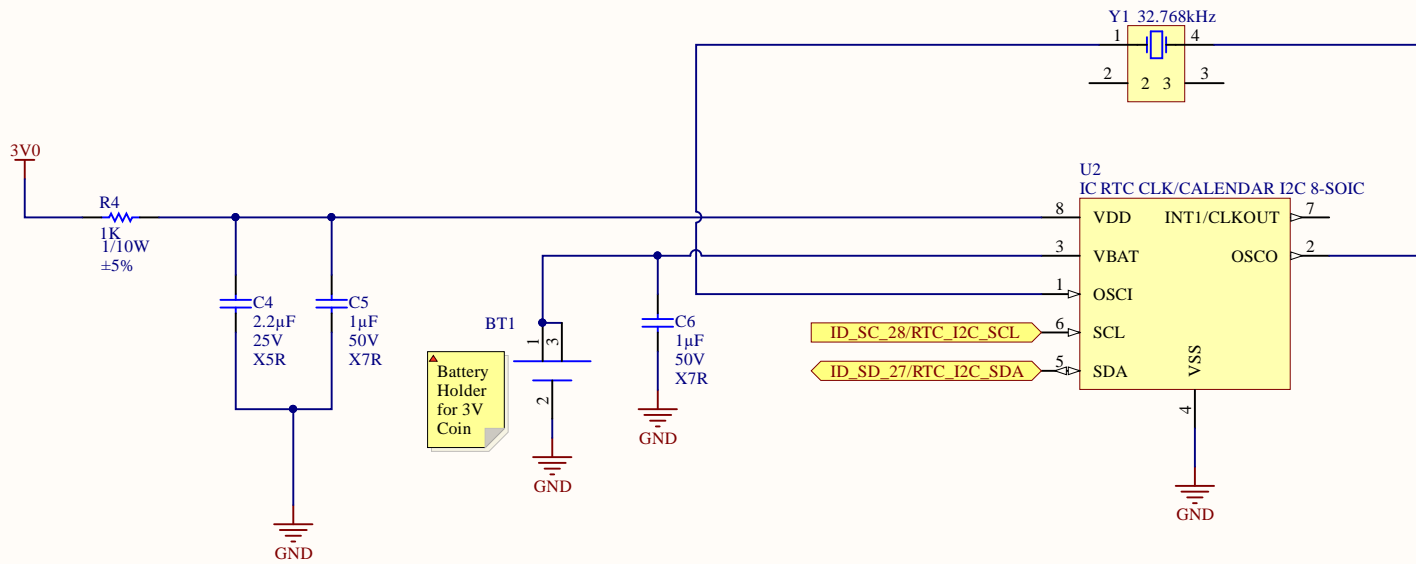 Y1 32.768kHz
1
4
2
2 3
3
3V0
R4
1K
1/10W
±5%
C4
2.2µF
25V
X5R
C5
1µF
50V
X7R
GND
BT1
1
3
2
Battery
Holder
for 3V
Coin
GND
C6
1µF
50V
X7R
GND
U2
IC RTC CLK/CALENDAR I2C 8-SOIC
8 VDD INT1/CLKOUT 7
3 VBAT OSCO 2
1 OSCI
ID_SC_28/RTC_I2C_SCL 6 SCL
ID_SD_27/RTC_I2C_SDA 5 SDA
VSS
4
GND